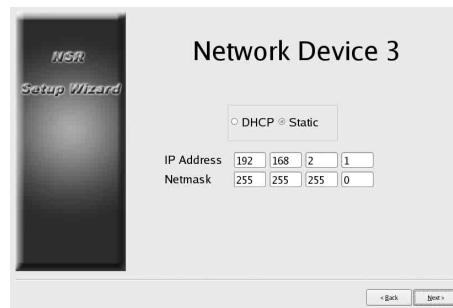 NSR
Setup Wizard
Network Device 3
DHCP Static
IP Address 192 168 2 1
Netmask 255 255 255 0
< Back Next >